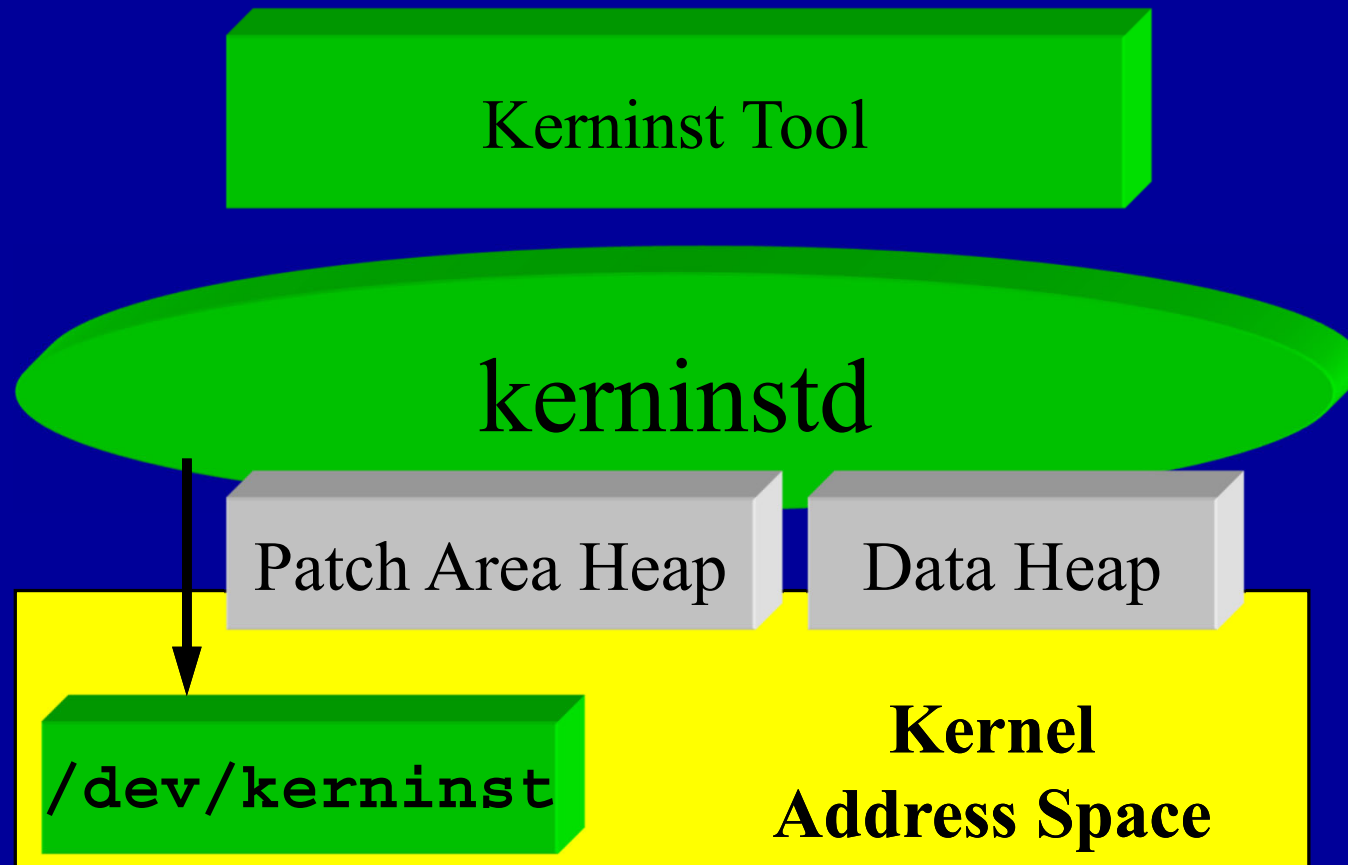 Kerninst Tool
kerninstd
Patch Area Heap
Data Heap
Kernel
Address Space
/dev/kerninst